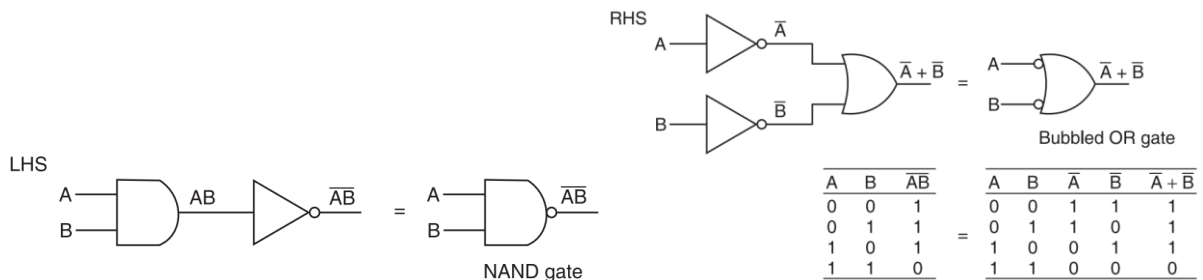 LHS
A
B
AB
A̅B̅
=
A
B
A̅B̅
NAND gate
RHS
A
A̅
B
B̅
A̅ + B̅
=
A
B
A̅ + B̅
Bubbled OR gate
A B A̅B̅
0 0 1
0 1 1
1 0 1
1 1 0
=
A B A̅ B̅ A̅ + B̅
0 0 1 1 1
0 1 1 0 1
1 0 0 1 1
1 1 0 0 0